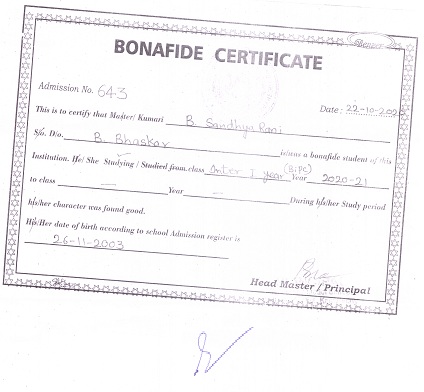 BONAFIDE CERTIFICATE
Admission No. 643
Date: 22-10-202
This is to certify that Master/ Kumari B. Sandhya Rani
S/o. D/o. B. Bhaskar is/was a bonafide student of this
Institution. He/ She Studying / Studied from class Inter I year (Bi.PC) Year 2020-21
to class — Year — During his/her Study period
his/her character was found good.
His/Her date of birth according to school Admission register is
26-11-2003
Head Master / Principal